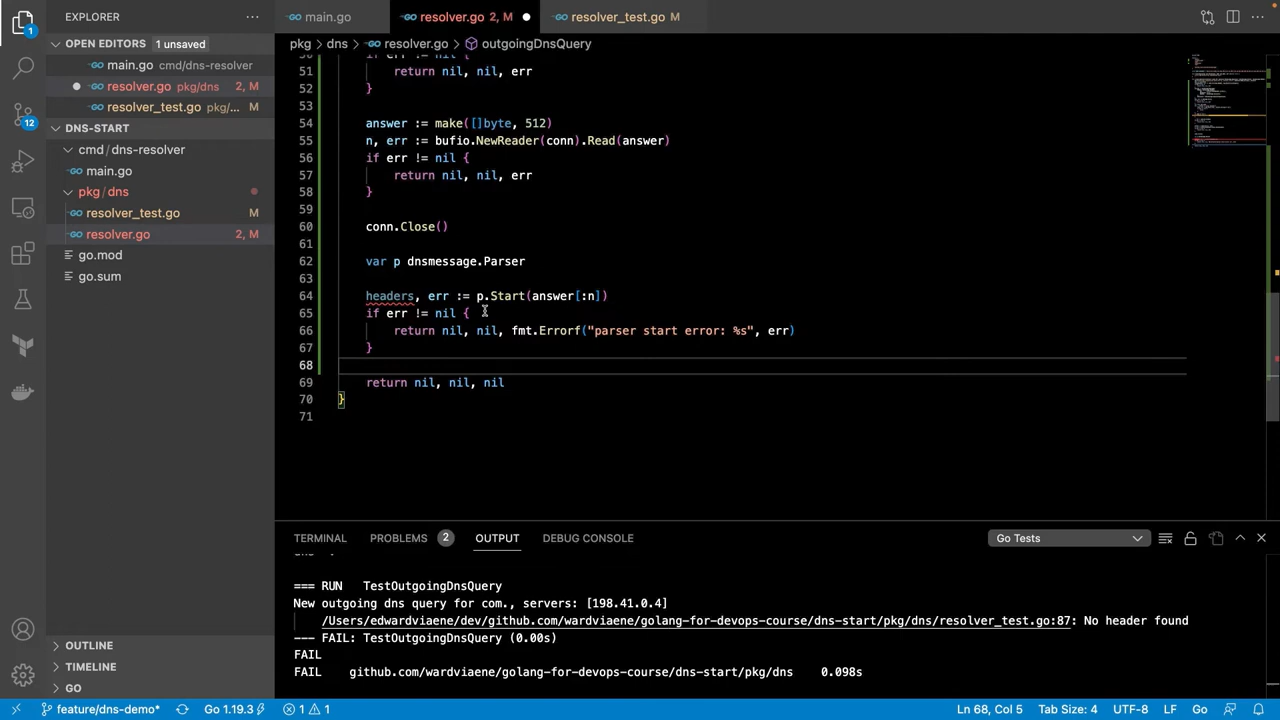 EXPLORER
main.go
resolver.go 2, M
resolver_test.go M
OPEN EDITORS 1 unsaved
pkg > dns > resolver.go > outgoingDnsQuery
main.go cmd/dns-resolver
resolver.go pkg/dns 2, M
resolver_test.go pkg/... M
DNS-START
cmd/dns-resolver
main.go
pkg/dns
resolver_test.go M
resolver.go 2, M
go.mod
go.sum
51 return nil, nil, err
52 }
53
54 answer := make([]byte, 512)
55 n, err := bufio.NewReader(conn).Read(answer)
56 if err != nil {
57 return nil, nil, err
58 }
59
60 conn.Close()
61
62 var p dnsmessage.Parser
63
64 headers, err := p.Start(answer[:n])
65 if err != nil {
66 return nil, nil, fmt.Errorf("parser start error: %s", err)
67 }
68
69 return nil, nil, nil
70 }
71
TERMINAL PROBLEMS 2 OUTPUT DEBUG CONSOLE Go Tests
=== RUN TestOutgoingDnsQuery
New outgoing dns query for com., servers: [198.41.0.4]
/Users/edwardviaene/dev/github.com/wardviaene/golang-for-devops-course/dns-start/pkg/dns/resolver_test.go:87: No header found
--- FAIL: TestOutgoingDnsQuery (0.00s)
FAIL
FAIL github.com/wardviaene/golang-for-devops-course/dns-start/pkg/dns 0.098s
OUTLINE
TIMELINE
GO
1
12
feature/dns-demo* Go 1.19.3 1 1 Ln 68, Col 5 Tab Size: 4 UTF-8 LF Go